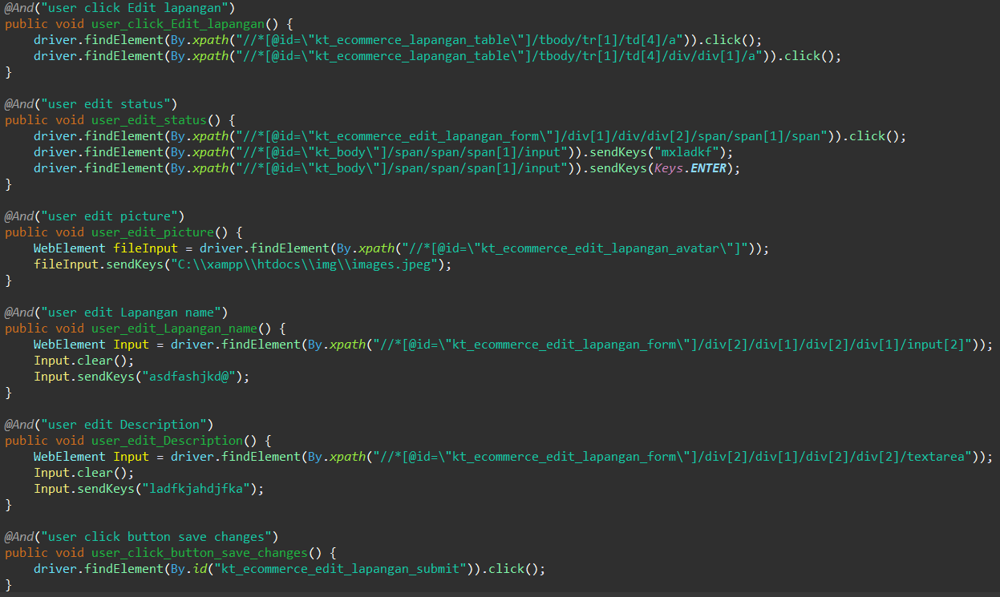 @And("user click Edit lapangan")
public void user_click_Edit_lapangan() {
    driver.findElement(By.xpath("//*[@id=\"kt_ecommerce_lapangan_table\"]/tbody/tr[1]/td[4]/a")).click();
    driver.findElement(By.xpath("//*[@id=\"kt_ecommerce_lapangan_table\"]/tbody/tr[1]/td[4]/div/div[1]/a")).click();
}

@And("user edit status")
public void user_edit_status() {
    driver.findElement(By.xpath("//*[@id=\"kt_ecommerce_edit_lapangan_form\"]/div[1]/div/div[2]/span/span[1]/span")).click();
    driver.findElement(By.xpath("//*[@id=\"kt_body\"]/span/span/span[1]/input")).sendKeys("mxladkf");
    driver.findElement(By.xpath("//*[@id=\"kt_body\"]/span/span/span[1]/input")).sendKeys(Keys.ENTER);
}

@And("user edit picture")
public void user_edit_picture() {
    WebElement fileInput = driver.findElement(By.xpath("//*[@id=\"kt_ecommerce_edit_lapangan_avatar\"]"));
    fileInput.sendKeys("C:\\xampp\\htdocs\\img\\images.jpeg");
}

@And("user edit Lapangan name")
public void user_edit_Lapangan_name() {
    WebElement Input = driver.findElement(By.xpath("//*[@id=\"kt_ecommerce_edit_lapangan_form\"]/div[2]/div[1]/div[2]/div[1]/input[2]"));
    Input.clear();
    Input.sendKeys("asdfashjkd@");
}

@And("user edit Description")
public void user_edit_Description() {
    WebElement Input = driver.findElement(By.xpath("//*[@id=\"kt_ecommerce_edit_lapangan_form\"]/div[2]/div[1]/div[2]/div[2]/textarea"));
    Input.clear();
    Input.sendKeys("ladfkjahdjfka");
}

@And("user click button save changes")
public void user_click_button_save_changes() {
    driver.findElement(By.id("kt_ecommerce_edit_lapangan_submit")).click();
}